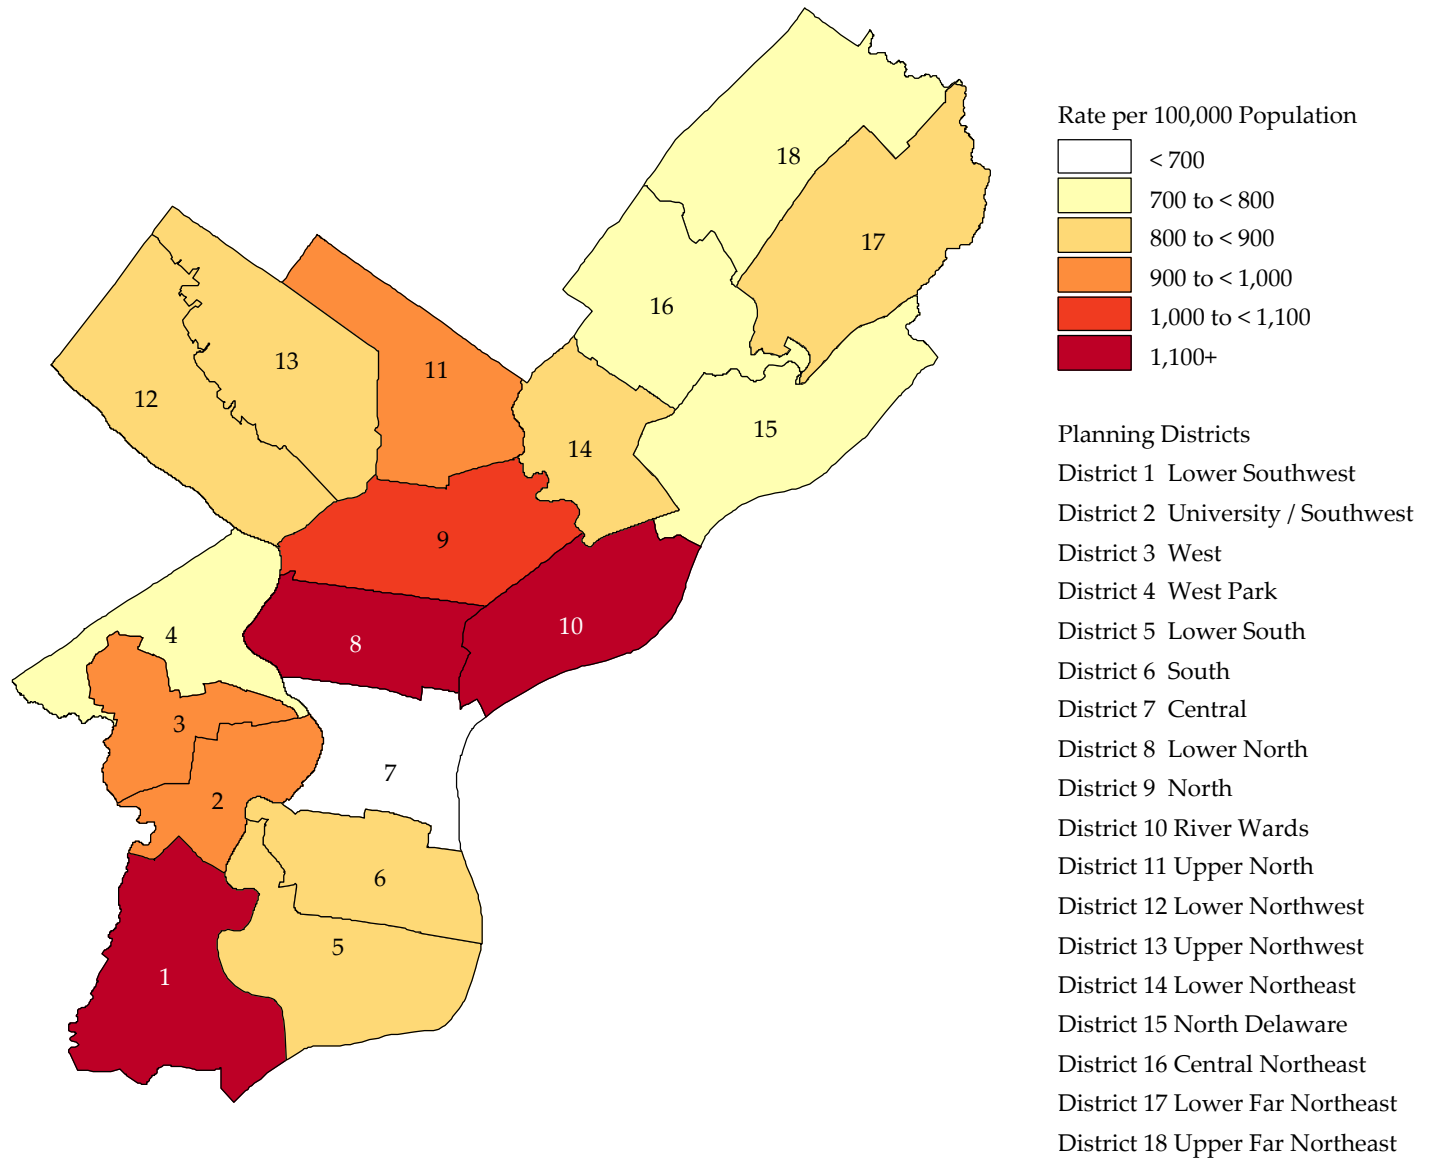 18
17
16
15
14
13
12
11
9
10
8
4
3
7
2
6
5
1
Rate per 100,000 Population
< 700
700 to < 800
800 to < 900
900 to < 1,000
1,000 to < 1,100
1,100+
Planning Districts
District 1 Lower Southwest
District 2 University / Southwest
District 3 West
District 4 West Park
District 5 Lower South
District 6 South
District 7 Central
District 8 Lower North
District 9 North
District 10 River Wards
District 11 Upper North
District 12 Lower Northwest
District 13 Upper Northwest
District 14 Lower Northeast
District 15 North Delaware
District 16 Central Northeast
District 17 Lower Far Northeast
District 18 Upper Far Northeast